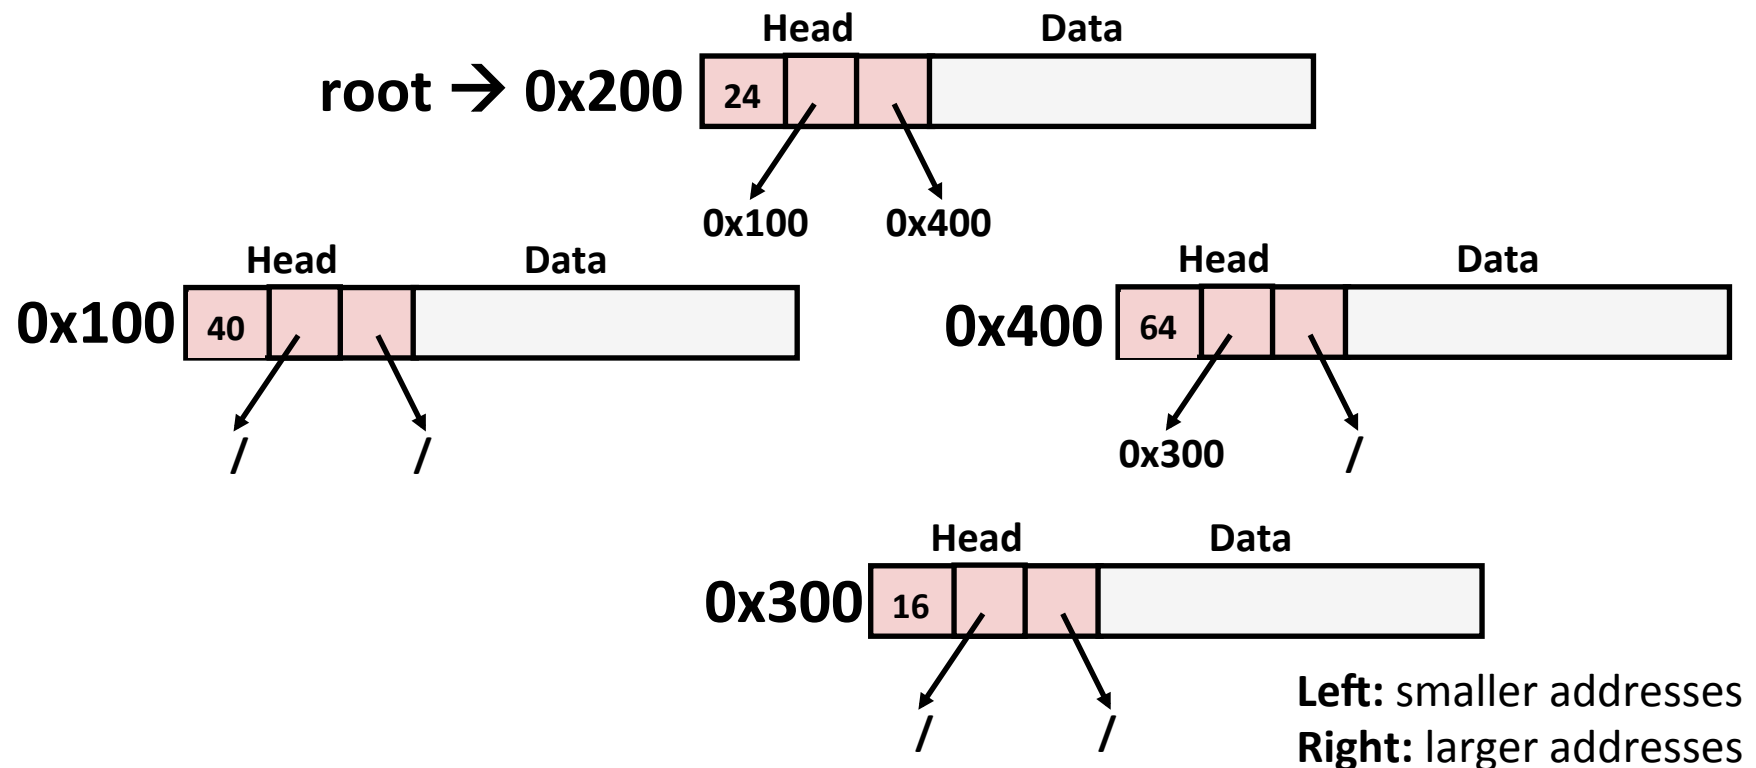 Head Data
root → 0x200 24
0x100 0x400
Head Data
0x100 40
/ /
Head Data
0x400 64
0x300 /
Head Data
0x300 16
/ /
Left: smaller addresses
Right: larger addresses